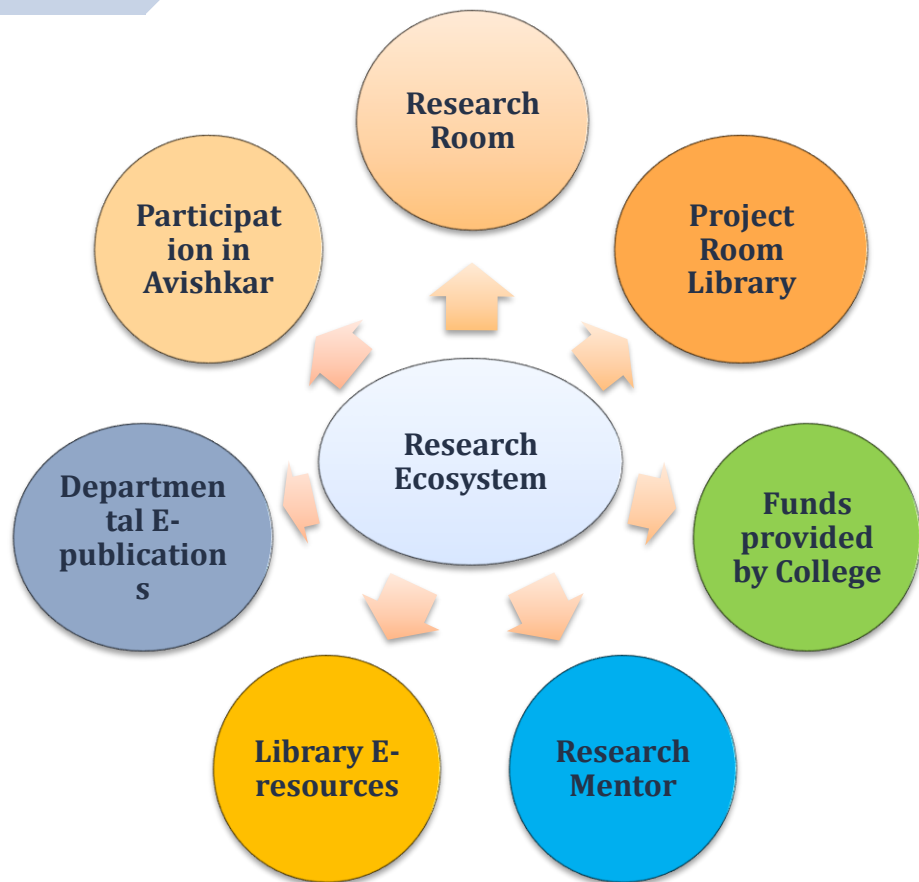 Research
Room
Project
Room
Library
Funds
provided
by College
Research
Mentor
Library E-
resources
Departmen
tal E-
publication
s
Participat
ion in
Avishkar
Research
Ecosystem